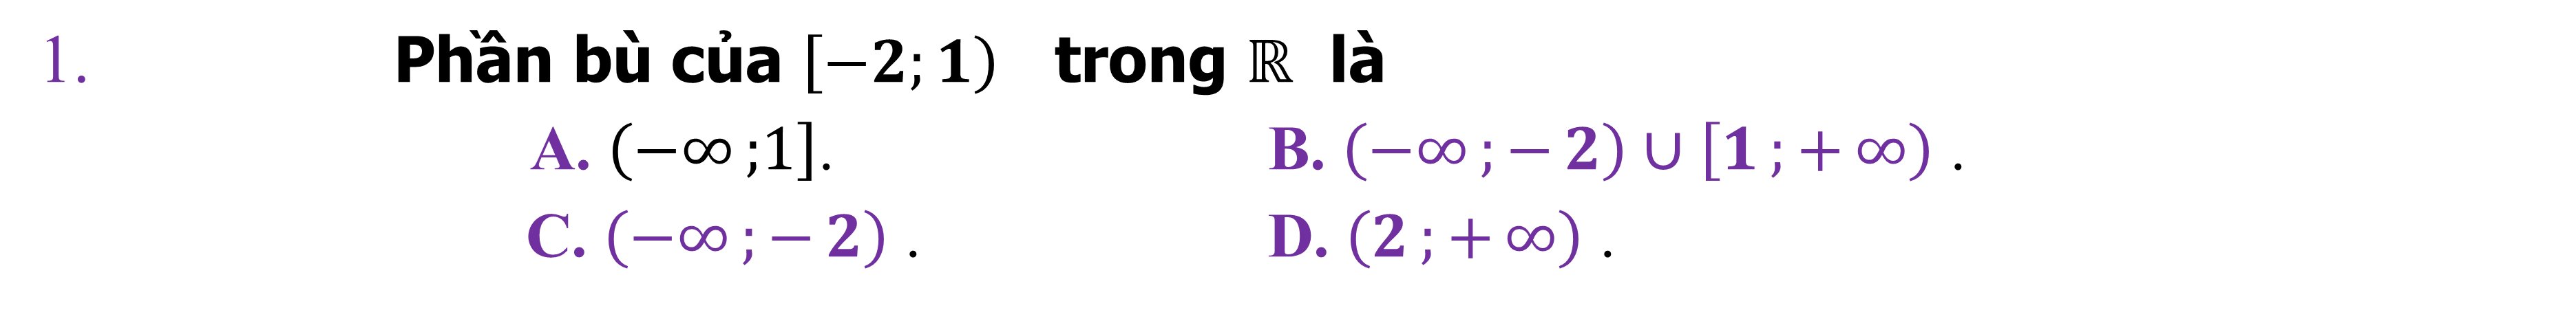 1. Phần bù của [−2; 1) trong ℝ là
A. (−∞ ;1]. B. (−∞ ; − 2) ∪ [1 ; + ∞) .
C. (−∞ ; − 2) . D. (2 ; + ∞) .